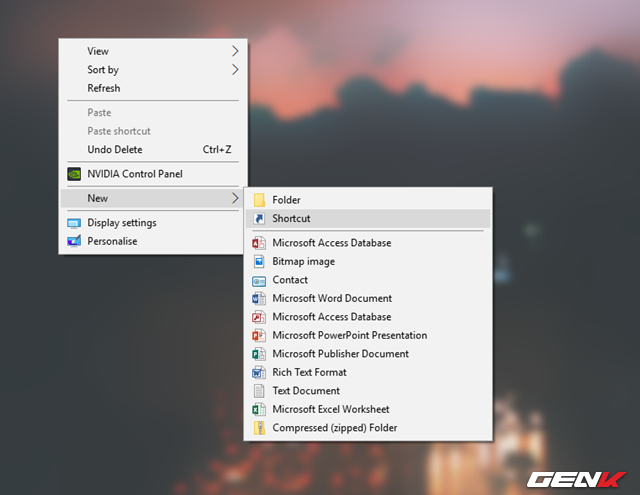 View
Sort by
Refresh
Paste
Paste shortcut
Undo Delete Ctrl+Z
NVIDIA Control Panel
New
Display settings
Personalise
Folder
Shortcut
Microsoft Access Database
Bitmap image
Contact
Microsoft Word Document
Microsoft Access Database
Microsoft PowerPoint Presentation
Microsoft Publisher Document
Rich Text Format
Text Document
Microsoft Excel Worksheet
Compressed (zipped) Folder
GENK